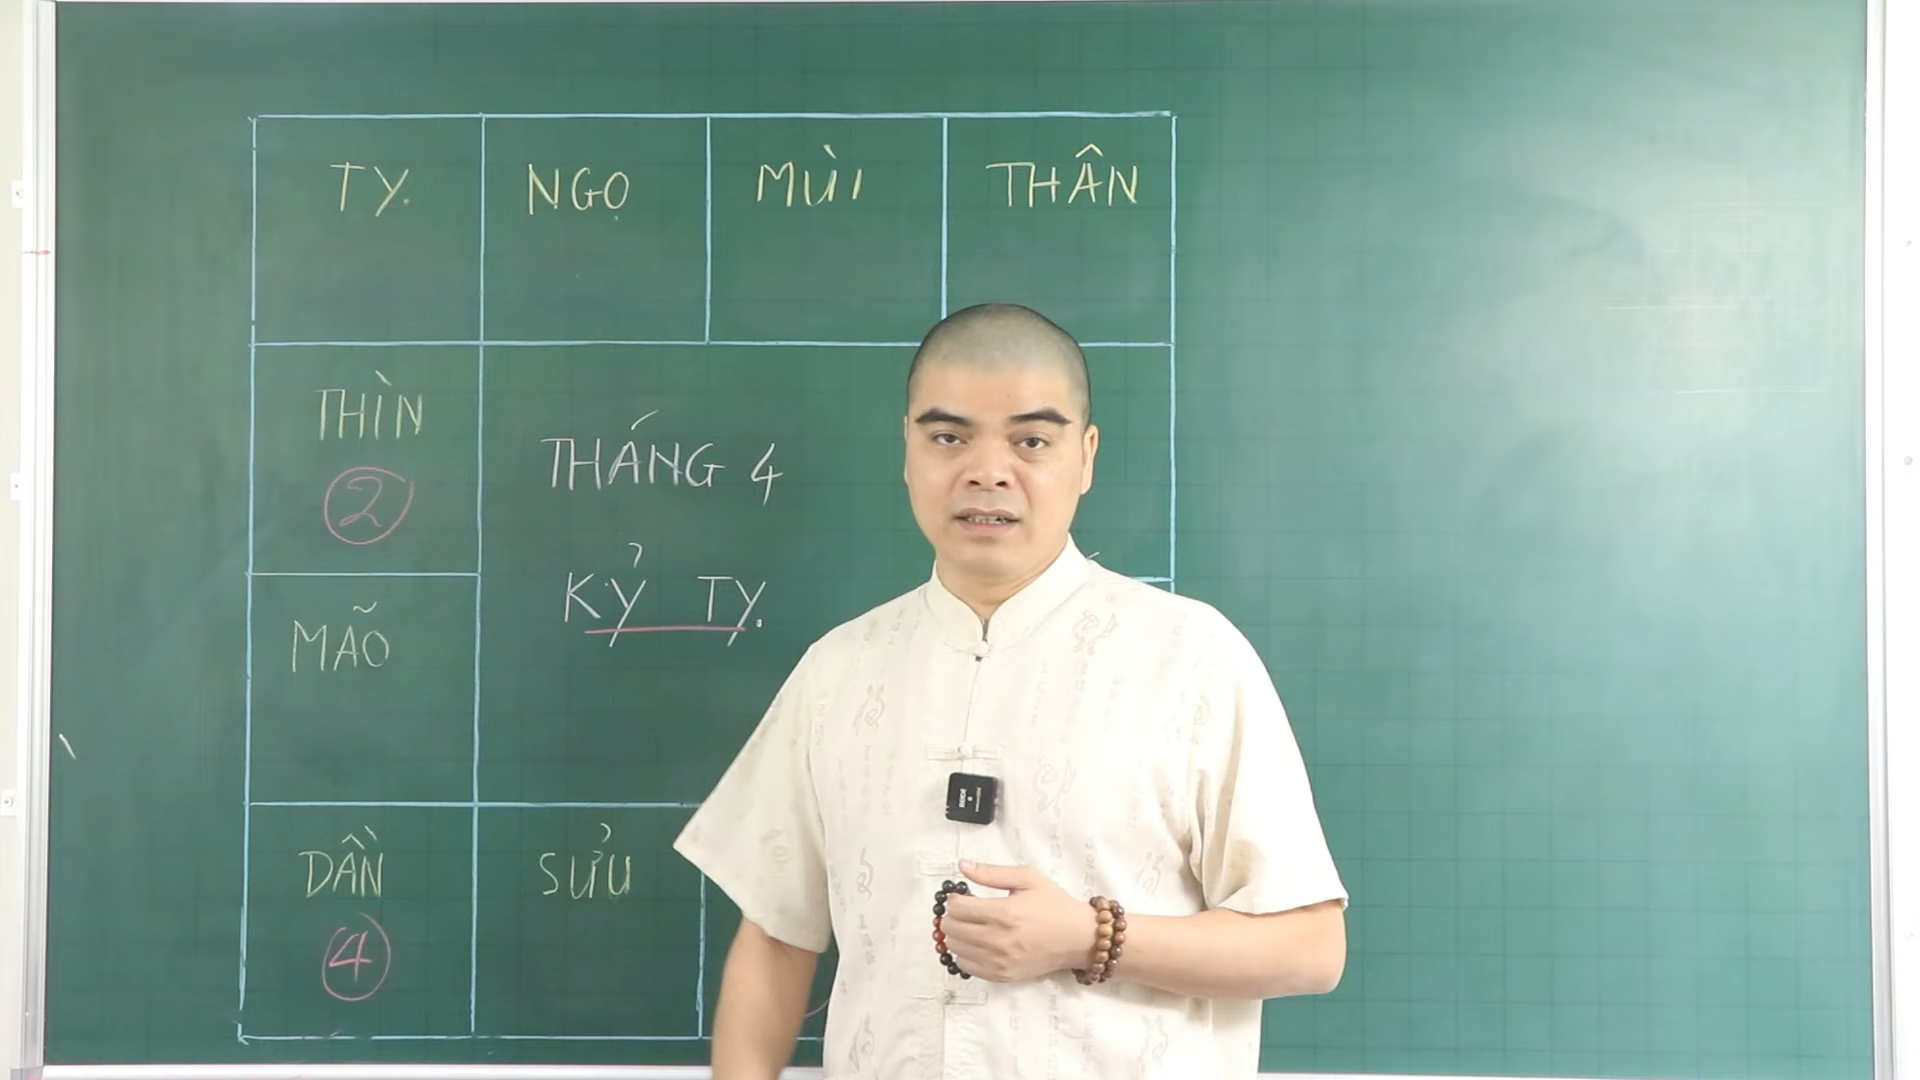 TỴ
NGỌ
MÙI
THÂN
THÌN
2
THÁNG 4
KỶ TỴ
MÃO
DẦN
4
SỬU